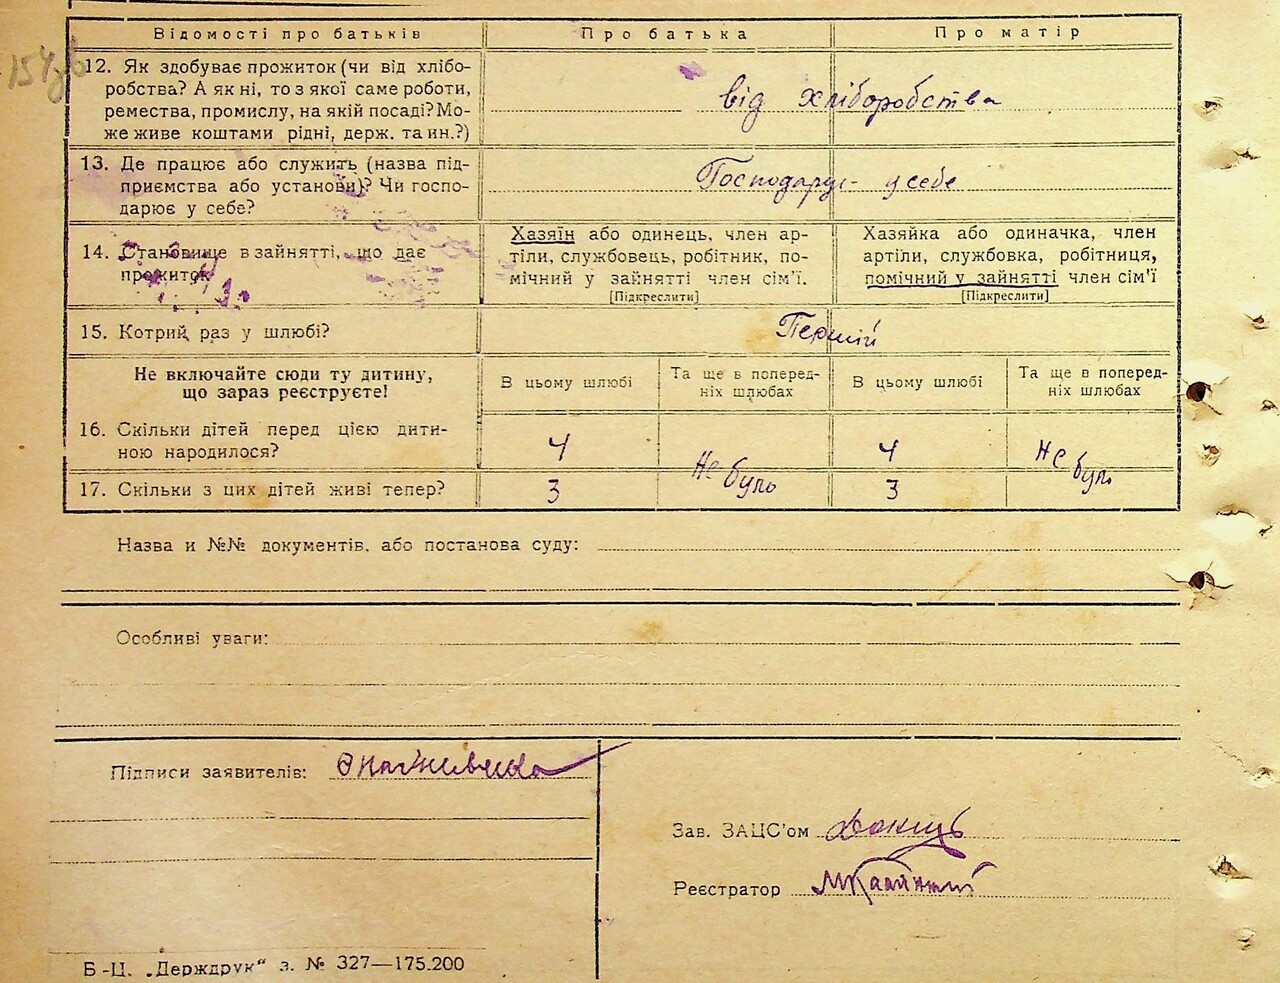 154зв
Відомості про батьків Про батька Про матір
12. Як здобуває прожиток (чи від хлібо-
робства? А як ні, то з якої саме роботи,
ремества, промислу, на якій посаді? Мо-
же живе коштами рідні, держ. та ин.?)
від хліборобства
13. Де працює або служить (назва під-
приємства або установи)? Чи госпо-
дарює у себе?
Господарує у себе
14. Становище в зайнятті, що дає
прожиток
Хазяїн або одинець, член ар-
тіли, службовець, робітник, по-
мічний у зайнятті член сім'ї.
[Підкреслити]
Хазяйка або одиначка, член
артіли, службовка, робітниця,
помічний у зайнятті член сім'ї
[Підкреслити]
15. Котрий раз у шлюбі?
Перший
Не включайте сюди ту дитину,
що зараз реєструєте!
В цьому шлюбі
Та ще в поперед-
ніх шлюбах
В цьому шлюбі
Та ще в поперед-
ніх шлюбах
16. Скільки дітей перед цією дити-
ною народилося?
4 4
Не було Не було
17. Скільки з цих дітей живі тепер?
3 3
Назва и №№ документів, або постанова суду:
Особливі уваги:
Підписи заявителів:
Зав. ЗАЦС'ом
Реєстратор
Б-Ц. „Держдрук“ з. № 327—175.200